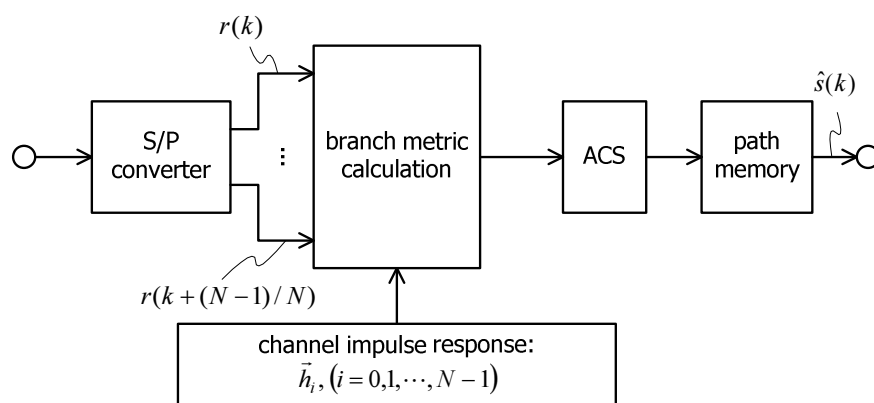 r(k)
S/P
converter
...
r(k + (N − 1) / N)
branch metric
calculation
ACS
path
memory
ŝ(k)
channel impulse response:
h⃗ᵢ, (i = 0,1,⋯, N − 1)